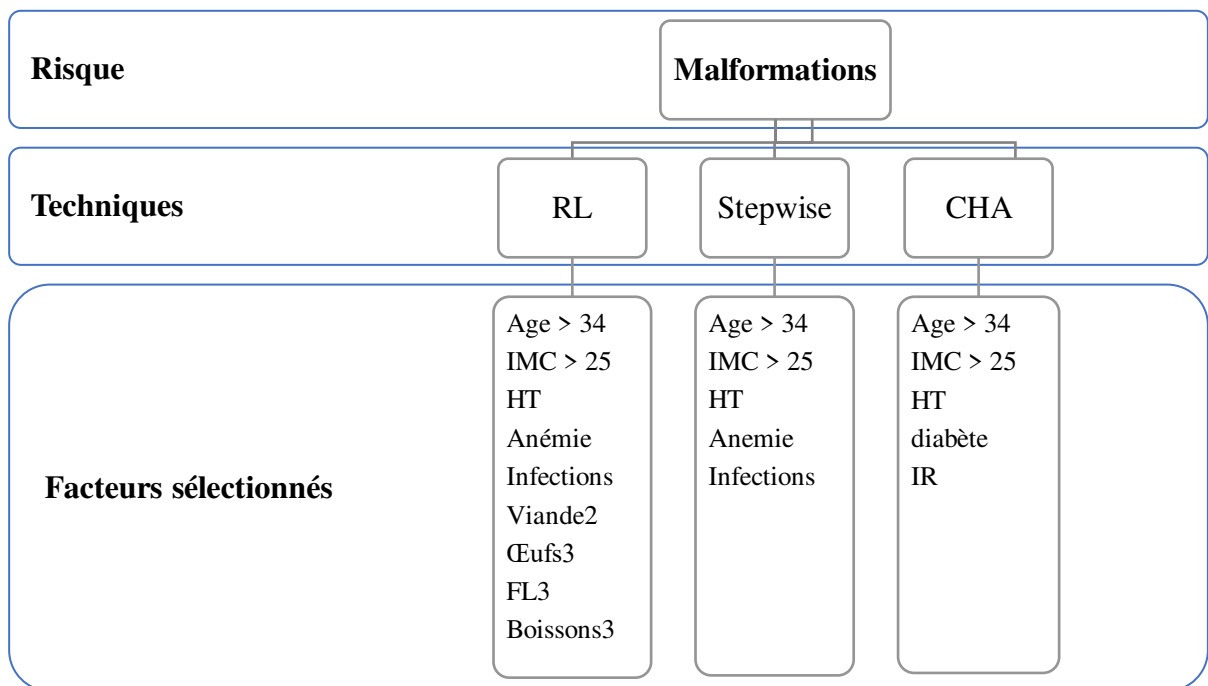 Risque
Malformations
Techniques
RL
Stepwise
CHA
Facteurs sélectionnés
Age > 34
IMC > 25
HT
Anémie
Infections
Viande2
Œufs3
FL3
Boissons3
Age > 34
IMC > 25
HT
Anemie
Infections
Age > 34
IMC > 25
HT
diabète
IR